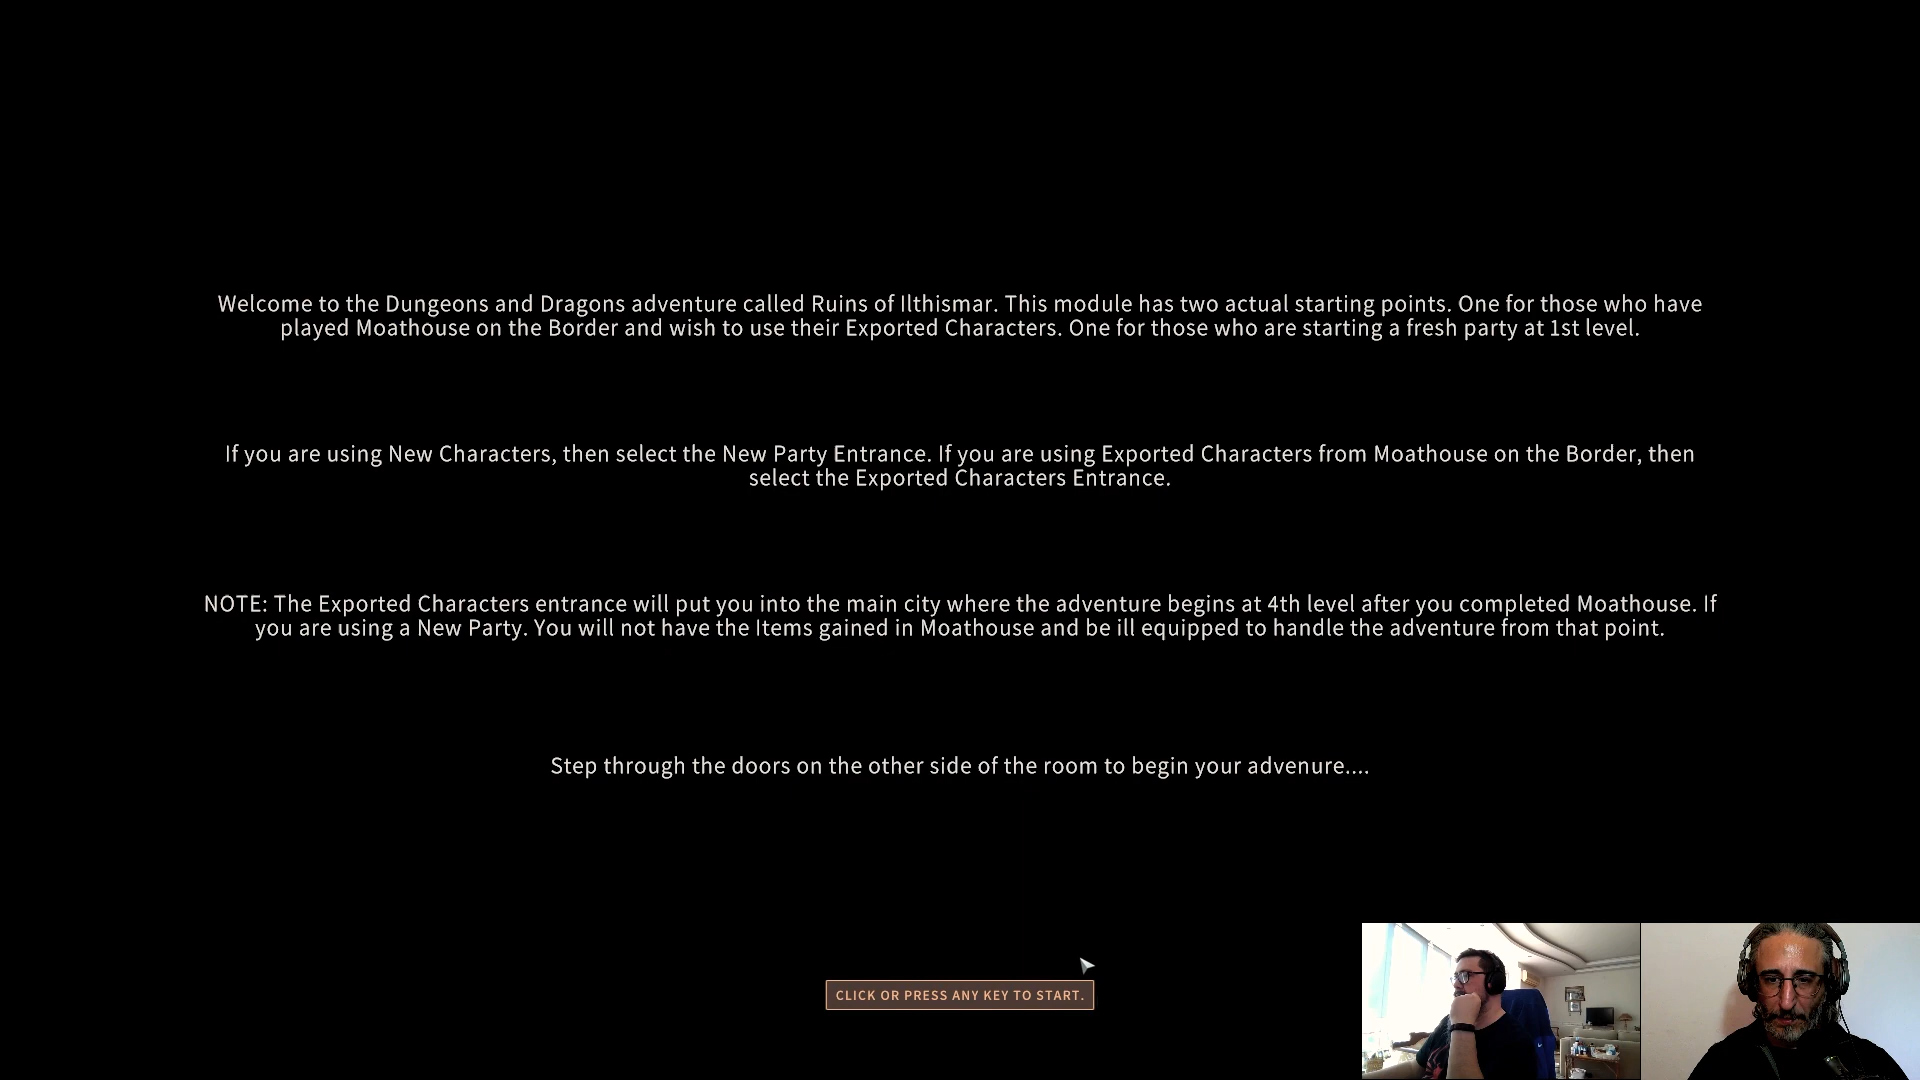 Welcome to the Dungeons and Dragons adventure called Ruins of Ilthismar. This module has two actual starting points. One for those who have
played Moathouse on the Border and wish to use their Exported Characters. One for those who are starting a fresh party at 1st level.
If you are using New Characters, then select the New Party Entrance. If you are using Exported Characters from Moathouse on the Border, then
select the Exported Characters Entrance.
NOTE: The Exported Characters entrance will put you into the main city where the adventure begins at 4th level after you completed Moathouse. If
you are using a New Party. You will not have the Items gained in Moathouse and be ill equipped to handle the adventure from that point.
Step through the doors on the other side of the room to begin your advenure....
CLICK OR PRESS ANY KEY TO START.